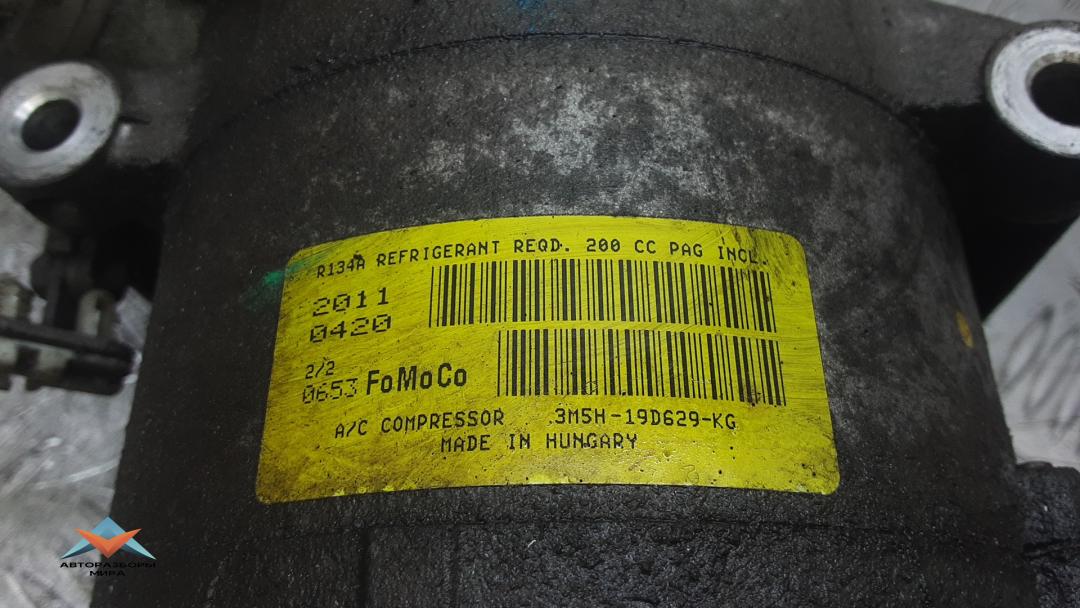 R134A REFRIGERANT REQD. 200 CC PAG INCL.
2011
0420
2/2
0653 FoMoCo
A/C COMPRESSOR 3M5H-19D629-KG
MADE IN HUNGARY
АВТОРАЗБОРЫ
МИРА